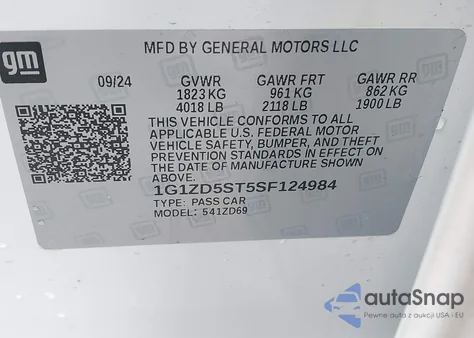 gm
MFD BY GENERAL MOTORS LLC
09/24 GVWR GAWR FRT GAWR RR
1823 KG 961 KG 862 KG
4018 LB 2118 LB 1900 LB
THIS VEHICLE CONFORMS TO ALL
APPLICABLE U.S. FEDERAL MOTOR
VEHICLE SAFETY, BUMPER, AND THEFT
PREVENTION STANDARDS IN EFFECT ON
THE DATE OF MANUFACTURE SHOWN
ABOVE.
1G1ZD5ST5SF124984
TYPE: PASS CAR
MODEL: 541ZD69
autoSnap
Pewne auta z aukcji USA i EU